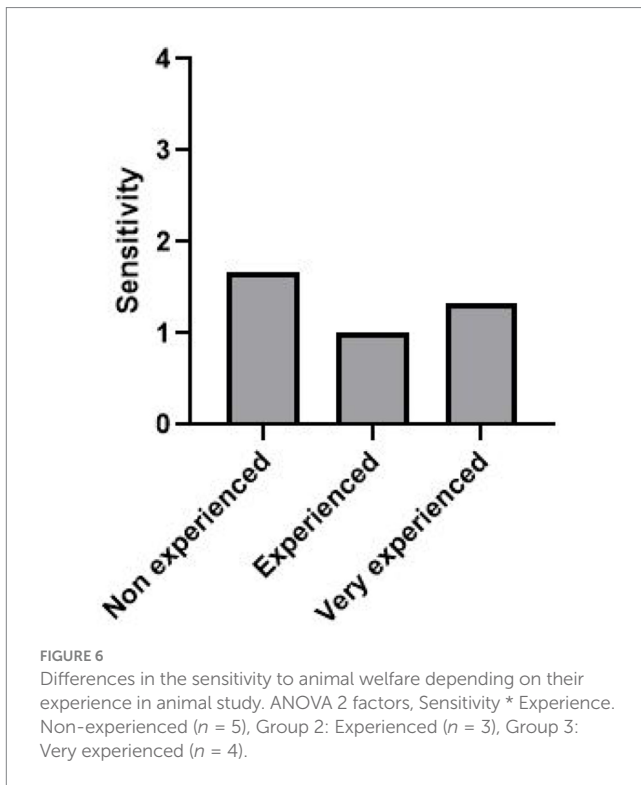 4
3
2
1
0
Sensitivity
Non experienced
Experienced
Very experienced
FIGURE 6
Differences in the sensitivity to animal welfare depending on their
experience in animal study. ANOVA 2 factors, Sensitivity * Experience.
Non-experienced (n = 5), Group 2: Experienced (n = 3), Group 3:
Very experienced (n = 4).